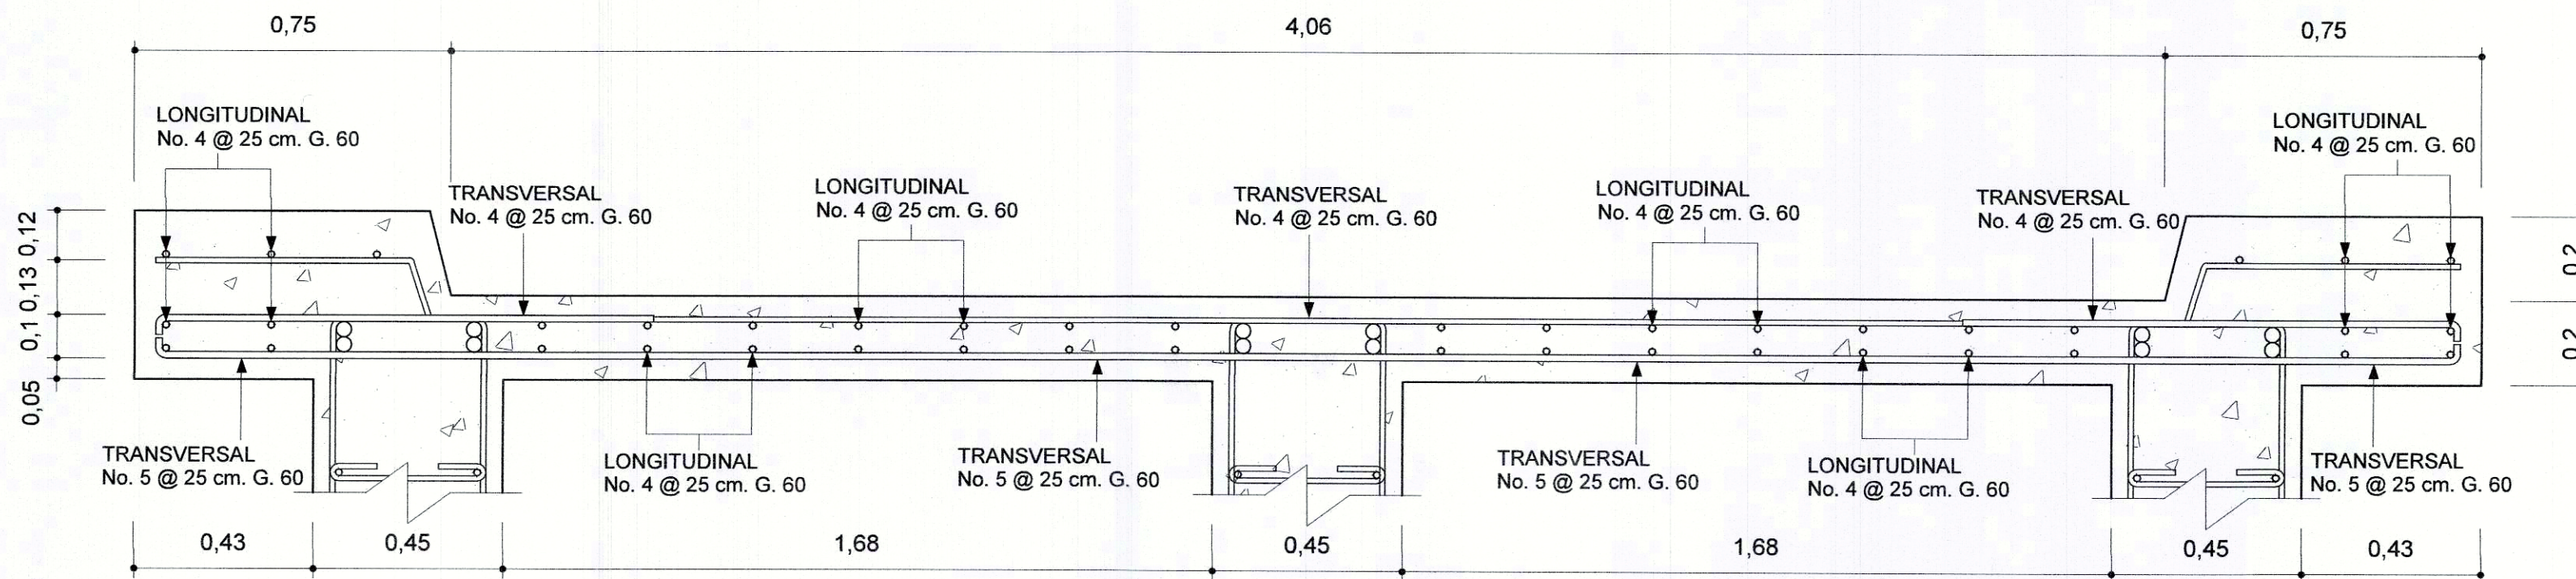 0,75
4,06
0,75
LONGITUDINAL
No. 4 @ 25 cm. G. 60
LONGITUDINAL
No. 4 @ 25 cm. G. 60
TRANSVERSAL
No. 4 @ 25 cm. G. 60
LONGITUDINAL
No. 4 @ 25 cm. G. 60
TRANSVERSAL
No. 4 @ 25 cm. G. 60
LONGITUDINAL
No. 4 @ 25 cm. G. 60
TRANSVERSAL
No. 4 @ 25 cm. G. 60
0,12
0,13
0,1
0,05
0,2
0,2
TRANSVERSAL
No. 5 @ 25 cm. G. 60
LONGITUDINAL
No. 4 @ 25 cm. G. 60
TRANSVERSAL
No. 5 @ 25 cm. G. 60
TRANSVERSAL
No. 5 @ 25 cm. G. 60
LONGITUDINAL
No. 4 @ 25 cm. G. 60
TRANSVERSAL
No. 5 @ 25 cm. G. 60
0,43
0,45
1,68
0,45
1,68
0,45
0,43